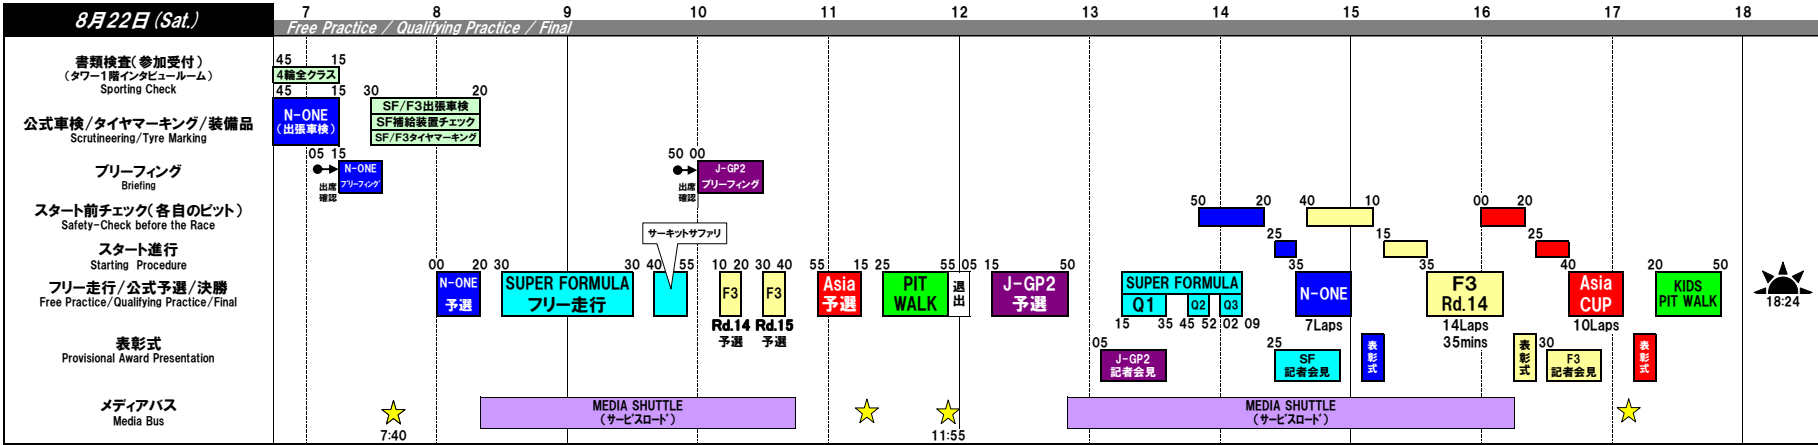 8月22日(Sat.)
7 8 9 10 11 12 13 14 15 16 17 18
Free Practice / Qualifying Practice / Final
書類検査(参加受付)
(タワー1階インタビュールーム)
Sporting Check
45 15
4輪全クラス
公式車検/タイヤマーキング/装備品
Scrutineering/Tyre Marking
45 15 30 20
N-ONE
(出張車検)
SF/F3出張車検
SF補給装置チェック
SF/F3タイヤマーキング
ブリーフィング
Briefing
05 15
出席
確認
N-ONE
ブリーフィング
50 00
出席
確認
J-GP2
ブリーフィング
スタート前チェック(各自のピット)
Safety-Check before the Race
50 20 40 10 00 20
スタート進行
Starting Procedure
25 15 25
サーキットサファリ
フリー走行/公式予選/決勝
Free Practice/Qualifying Practice/Final
00 20 30 30 40 55 10 20 30 40 55 15 25 55 05 15 50 35 35 40 20 50
N-ONE
予選
SUPER FORMULA
フリー走行
F3
Rd.14
予選
F3
Rd.15
予選
Asia
予選
PIT
WALK
退
出
J-GP2
予選
SUPER FORMULA
Q1 Q2 Q3
15 35 45 52 02 09
N-ONE
7Laps
F3
Rd.14
14Laps
35mins
Asia
CUP
10Laps
KIDS
PIT WALK
18:24
表彰式
Provisional Award Presentation
05
J-GP2
記者会見
25
SF
記者会見
表
彰
式
表
彰
式
30
F3
記者会見
表
彰
式
メディアバス
Media Bus
7:40
MEDIA SHUTTLE
(サービスロード)
11:55
MEDIA SHUTTLE
(サービスロード)